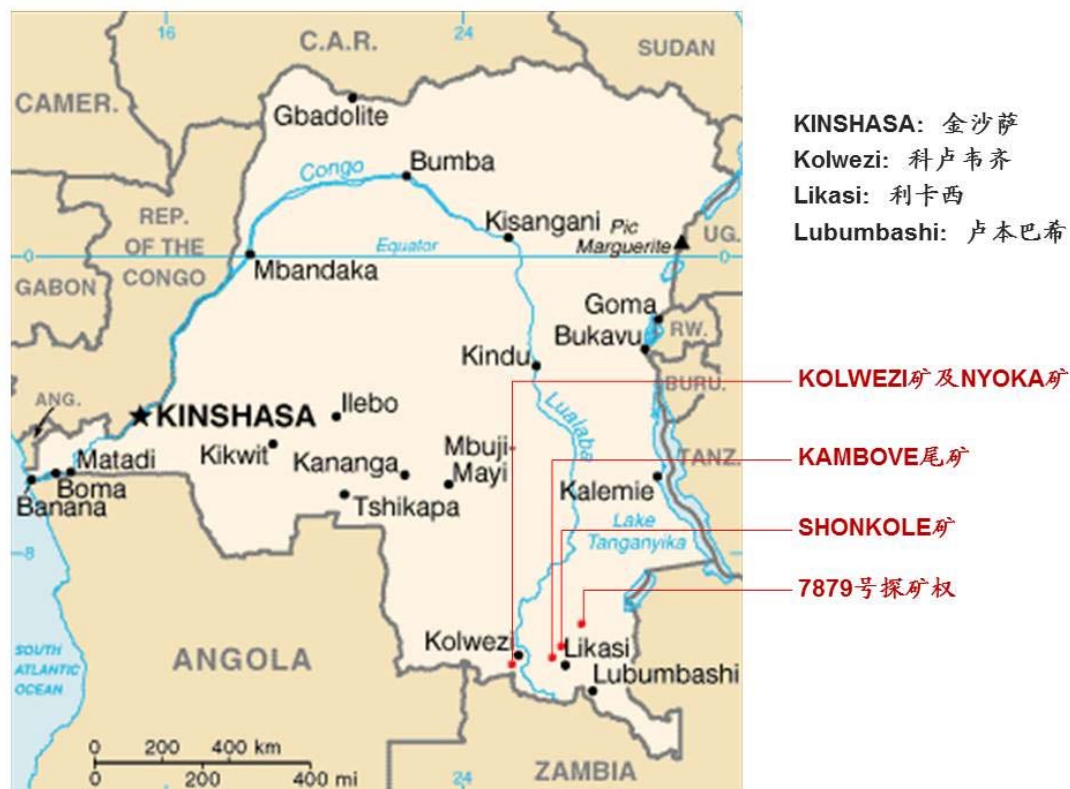 16
24
C.A.R.
SUDAN
CAMER.
Gbadolite
Congo
Bumba
REP.
OF THE
CONGO
Kisangani
Pic
Marguerite
UG.
0
Equator
0
GABON
Mbandaka
Goma
RW.
Bukavu
Kindu
BURU.
ANG.
KINSHASA
Ilebo
Lualaba
Kikwit
Kananga
Mbuji-
Mayi
TANZ.
Matadi
Boma
Banana
Tshikapa
Kalemie
8
Lake
Tanganyika
SOUTH
ATLANTIC
OCEAN
ANGOLA
Kolwezi
Likasi
Lubumbashi
0 200 400 km
0 200 400 mi
24
ZAMBIA
KINSHASA: 金沙萨
Kolwezi: 科卢韦齐
Likasi: 利卡西
Lubumbashi: 卢本巴希
KOLWEZI矿及NYOKA矿
KAMBOVE尾矿
SHONKOLE矿
7879号探矿权